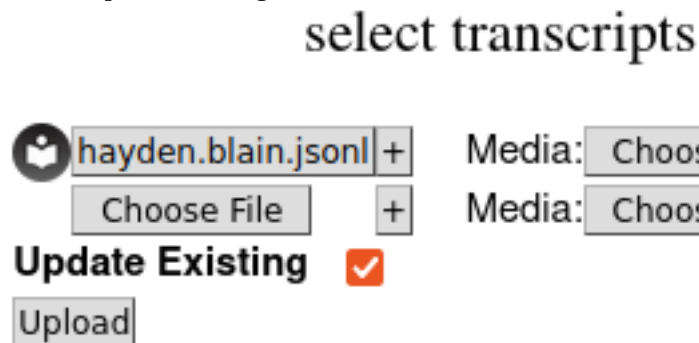 select transcripts
hayden.blain.jsonl + Media:
Choose File + Media:
Update Existing
Upload